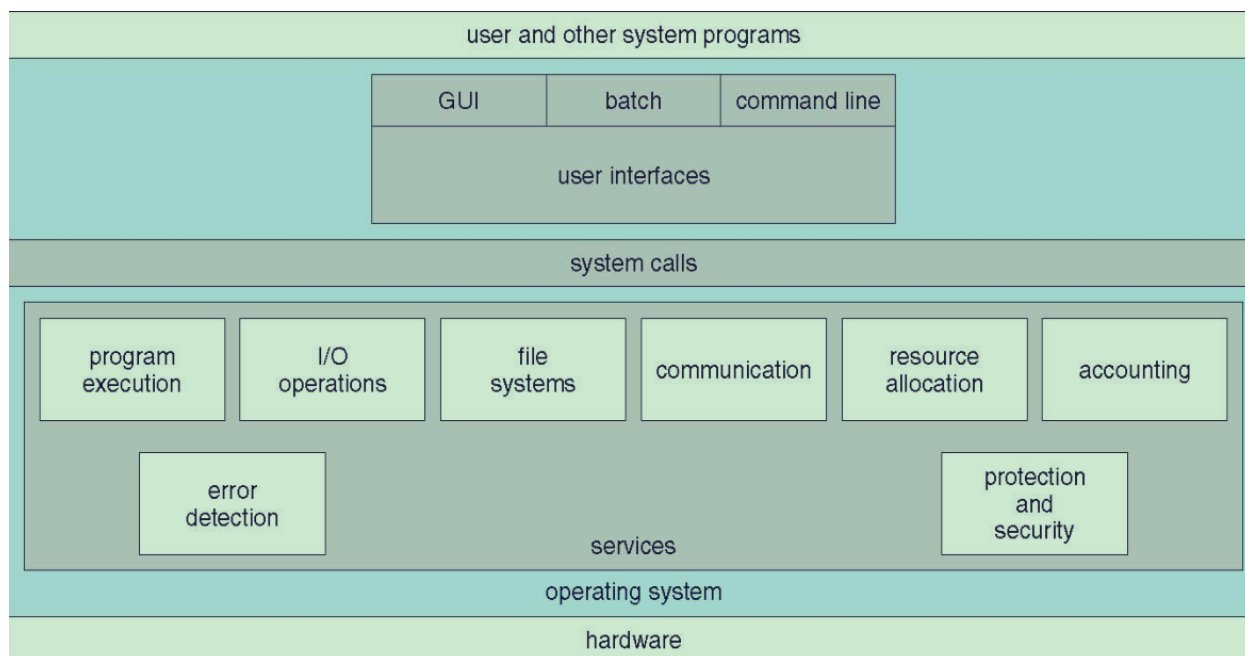 user and other system programs
GUI
batch
command line
user interfaces
system calls
program
execution
I/O
operations
file
systems
communication
resource
allocation
accounting
error
detection
protection
and
security
services
operating system
hardware